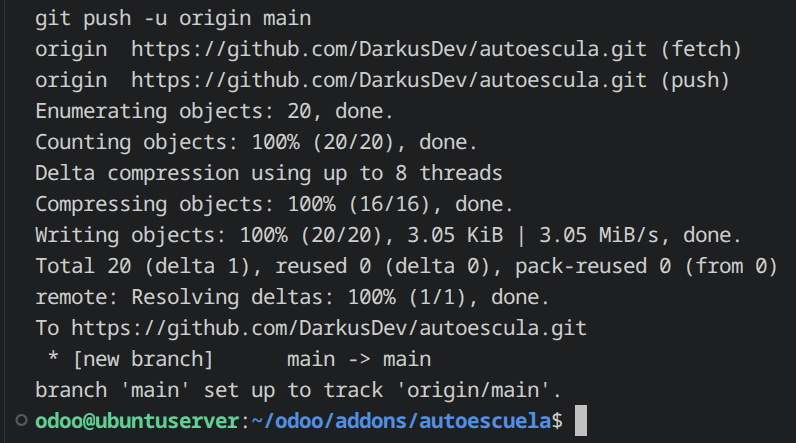 git push -u origin main
origin  https://github.com/DarkusDev/autoescula.git (fetch)
origin  https://github.com/DarkusDev/autoescula.git (push)
Enumerating objects: 20, done.
Counting objects: 100% (20/20), done.
Delta compression using up to 8 threads
Compressing objects: 100% (16/16), done.
Writing objects: 100% (20/20), 3.05 KiB | 3.05 MiB/s, done.
Total 20 (delta 1), reused 0 (delta 0), pack-reused 0 (from 0)
remote: Resolving deltas: 100% (1/1), done.
To https://github.com/DarkusDev/autoescula.git
 * [new branch]      main -> main
branch 'main' set up to track 'origin/main'.
odoo@ubuntuserver:~/odoo/addons/autoescuela$